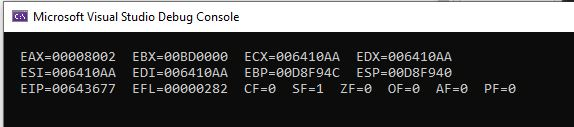 Microsoft Visual Studio Debug Console
EAX=00008002 EBX=00BD0000 ECX=006410AA EDX=006410AA
ESI=006410AA EDI=006410AA EBP=00D8F94C ESP=00D8F940
EIP=00643677 EFL=00000282 CF=0 SF=1 ZF=0 OF=0 AF=0 PF=0